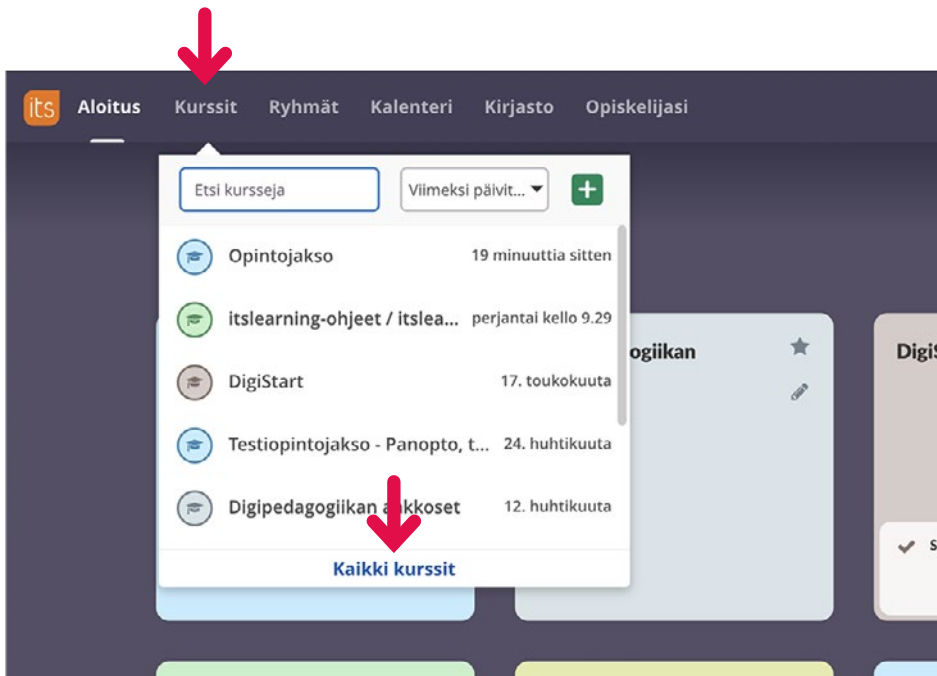 its Aloitus Kurssit Ryhmät Kalenteri Kirjasto Opiskelijasi
Etsi kursseja Viimeksi päivit...
Opintojakso 19 minuuttia sitten
itslearning-ohjeet / itslea... perjantai kello 9.29
ogiikan DigiS
DigiStart 17. toukokuuta
Testiopintojakso - Panopto, t... 24. huhtikuuta
Digipedagogiikan kkoset 12. huhtikuuta
S
Kaikki kurssit